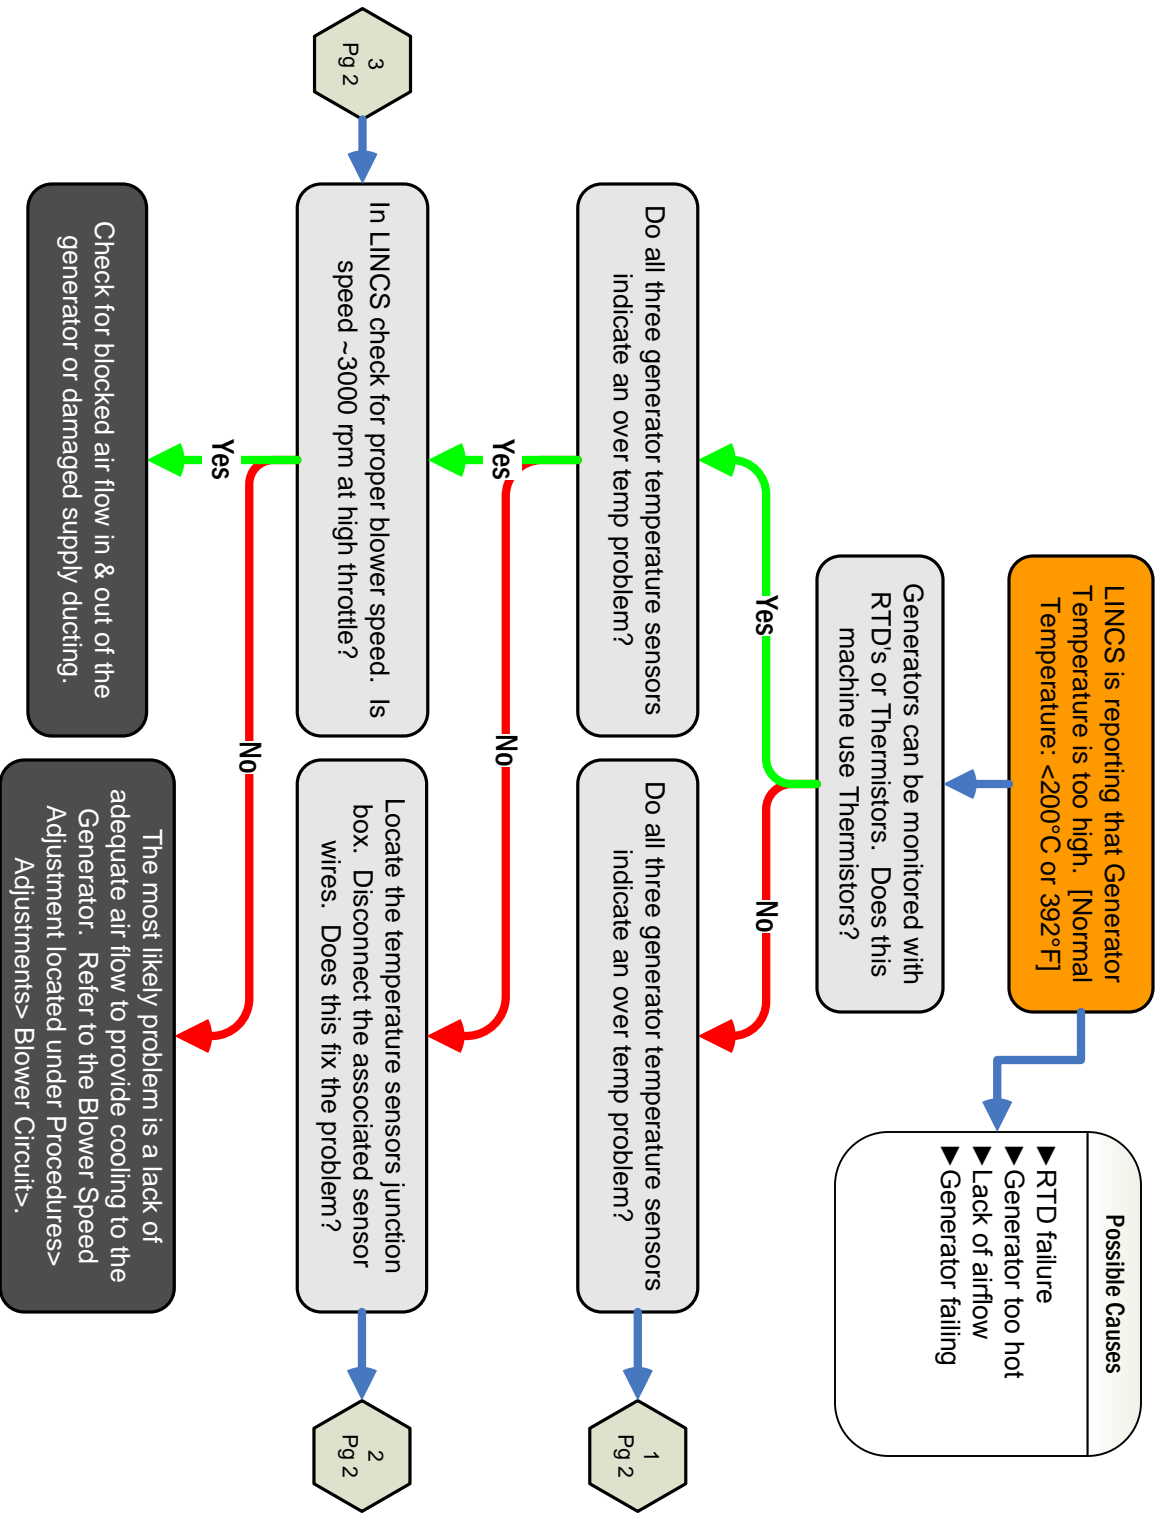 LINCS is reporting that Generator
Temperature is too high.  [Normal
Temperature: <200°C or 392°F]
Possible Causes
►RTD failure
►Generator too hot
►Lack of airflow
►Generator failing
Generators can be monitored with
RTD's or Thermistors.  Does this
machine use Thermistors?
Yes
No
Do all three generator temperature sensors
indicate an over temp problem?
Do all three generator temperature sensors
indicate an over temp problem?
1
Pg 2
Yes
No
3
Pg 2
In LINCS check for proper blower speed.  Is
speed ~3000 rpm at high throttle?
Locate the temperature sensors junction
box.  Disconnect the associated sensor
wires.  Does this fix the problem?
2
Pg 2
Yes
No
Check for blocked air flow in & out of the
generator or damaged supply ducting.
The most likely problem is a lack of
adequate air flow to provide cooling to the
Generator.  Refer to the Blower Speed
Adjustment located under Procedures>
Adjustments> Blower Circuit>.